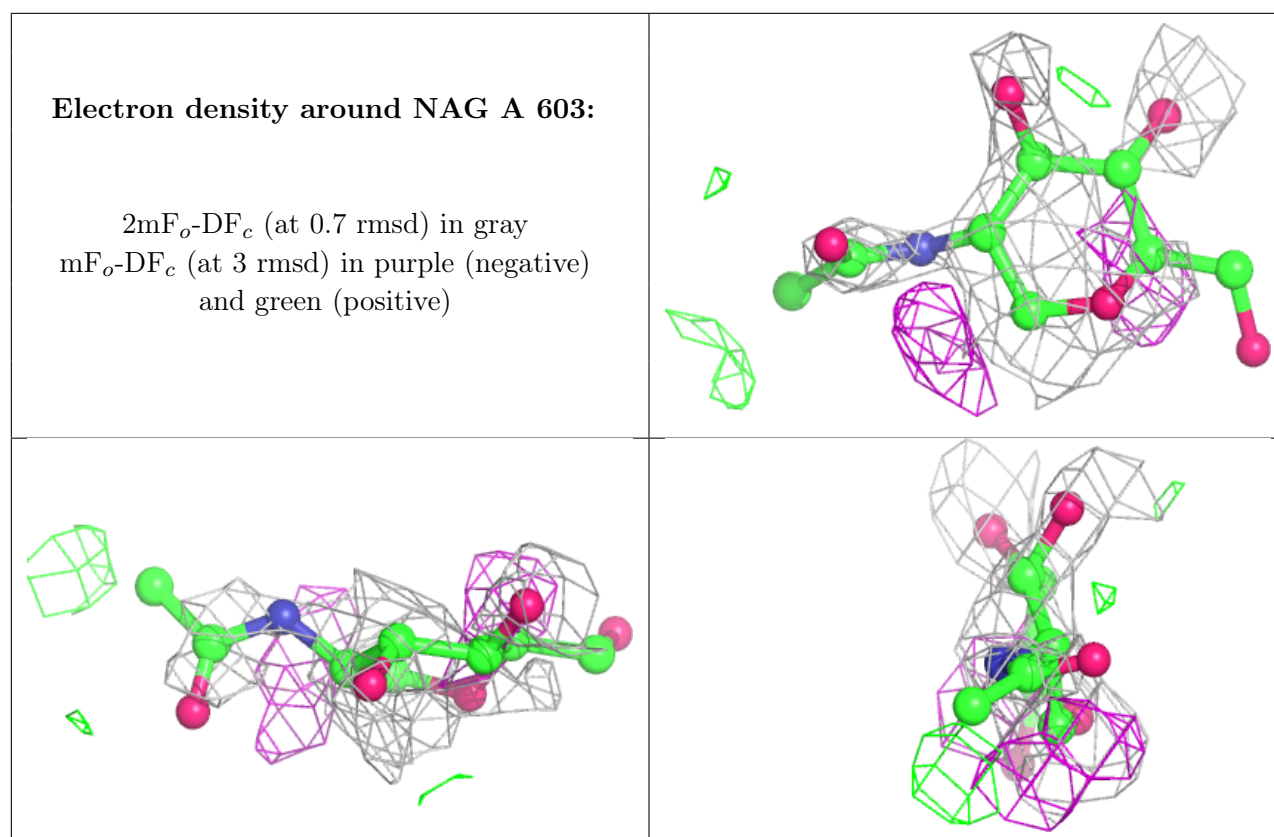 Electron density around NAG A 603:
2mFo-DFc (at 0.7 rmsd) in gray
mFo-DFc (at 3 rmsd) in purple (negative)
and green (positive)